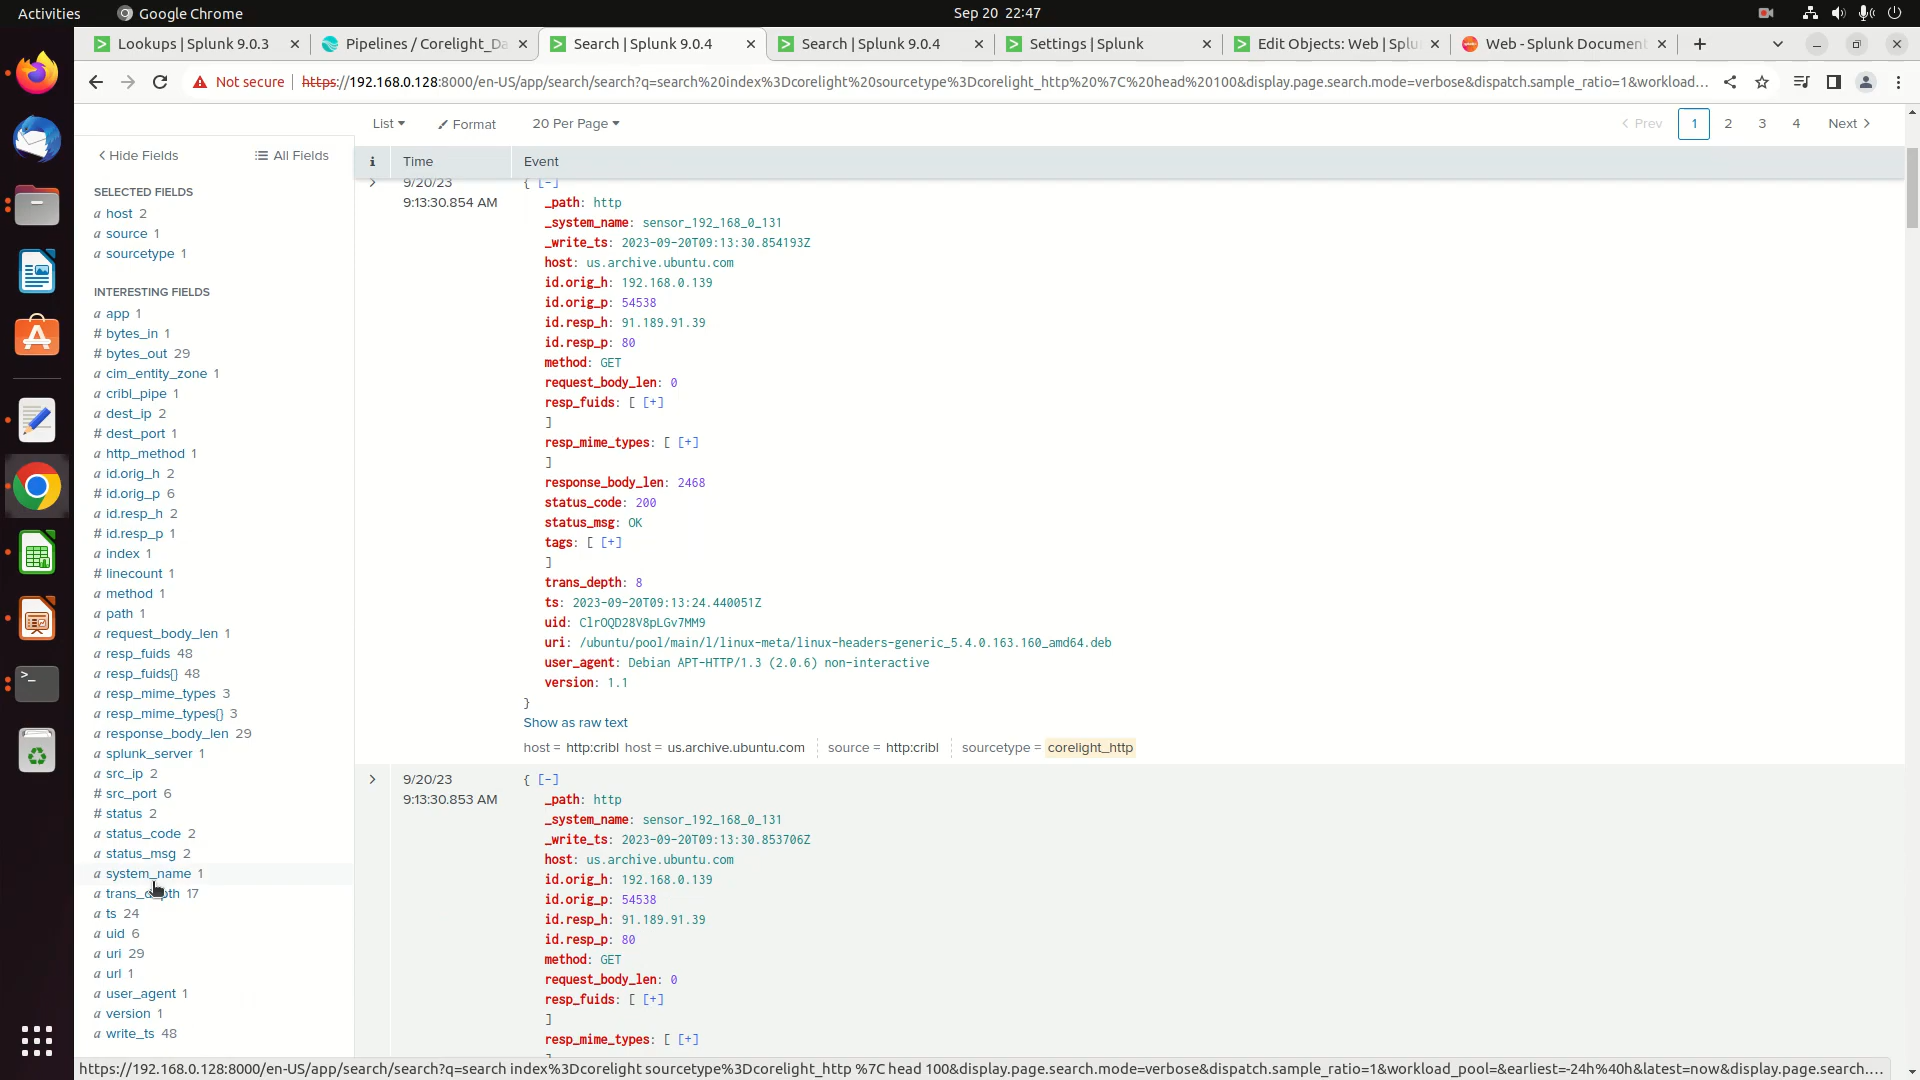 Activities
Google Chrome
Sep 20 22:47
Lookups | Splunk 9.0.3
Pipelines / Corelight_Da
Search | Splunk 9.0.4
Search | Splunk 9.0.4
Settings | Splunk
Edit Objects: Web | Splu
Web - Splunk Document
Not secure
https://192.168.0.128:8000/en-US/app/search/search?q=search%20index%3Dcorelight%20sourcetype%3Dcorelight_http%20%7C%20head%20100&display.page.search.mode=verbose&dispatch.sample_ratio=1&workload...
List
Format
20 Per Page
Prev
1
2
3
4
Next
Hide Fields
All Fields
SELECTED FIELDS
a host 2
a source 1
a sourcetype 1
INTERESTING FIELDS
a app 1
# bytes_in 1
# bytes_out 29
a cim_entity_zone 1
a cribl_pipe 1
a dest_ip 2
# dest_port 1
a http_method 1
a id.orig_h 2
# id.orig_p 6
a id.resp_h 2
# id.resp_p 1
a index 1
# linecount 1
a method 1
a path 1
a request_body_len 1
a resp_fuids 48
a resp_fuids{} 48
a resp_mime_types 3
a resp_mime_types{} 3
a response_body_len 29
a splunk_server 1
a src_ip 2
# src_port 6
# status 2
a status_code 2
a status_msg 2
a system_name 1
a trans_depth 17
a ts 24
a uid 6
a uri 29
a url 1
a user_agent 1
a version 1
a write_ts 48
i
Time
Event
9/20/23
9:13:30.854 AM
{ [-]
_path: http
_system_name: sensor_192_168_0_131
_write_ts: 2023-09-20T09:13:30.854193Z
host: us.archive.ubuntu.com
id.orig_h: 192.168.0.139
id.orig_p: 54538
id.resp_h: 91.189.91.39
id.resp_p: 80
method: GET
request_body_len: 0
resp_fuids: [ [+]
]
resp_mime_types: [ [+]
]
response_body_len: 2468
status_code: 200
status_msg: OK
tags: [ [+]
]
trans_depth: 8
ts: 2023-09-20T09:13:24.440051Z
uid: ClrOQD28V8pLGv7MM9
uri: /ubuntu/pool/main/l/linux-meta/linux-headers-generic_5.4.0.163.160_amd64.deb
user_agent: Debian APT-HTTP/1.3 (2.0.6) non-interactive
version: 1.1
}
Show as raw text
host = http:cribl host = us.archive.ubuntu.com source = http:cribl sourcetype = corelight_http
9/20/23
9:13:30.853 AM
{ [-]
_path: http
_system_name: sensor_192_168_0_131
_write_ts: 2023-09-20T09:13:30.853706Z
host: us.archive.ubuntu.com
id.orig_h: 192.168.0.139
id.orig_p: 54538
id.resp_h: 91.189.91.39
id.resp_p: 80
method: GET
request_body_len: 0
resp_fuids: [ [+]
]
resp_mime_types: [ [+]
https://192.168.0.128:8000/en-US/app/search/search?q=search index%3Dcorelight sourcetype%3Dcorelight_http %7C head 100&display.page.search.mode=verbose&dispatch.sample_ratio=1&workload_pool=&earliest=-24h%40h&latest=now&display.page.search....